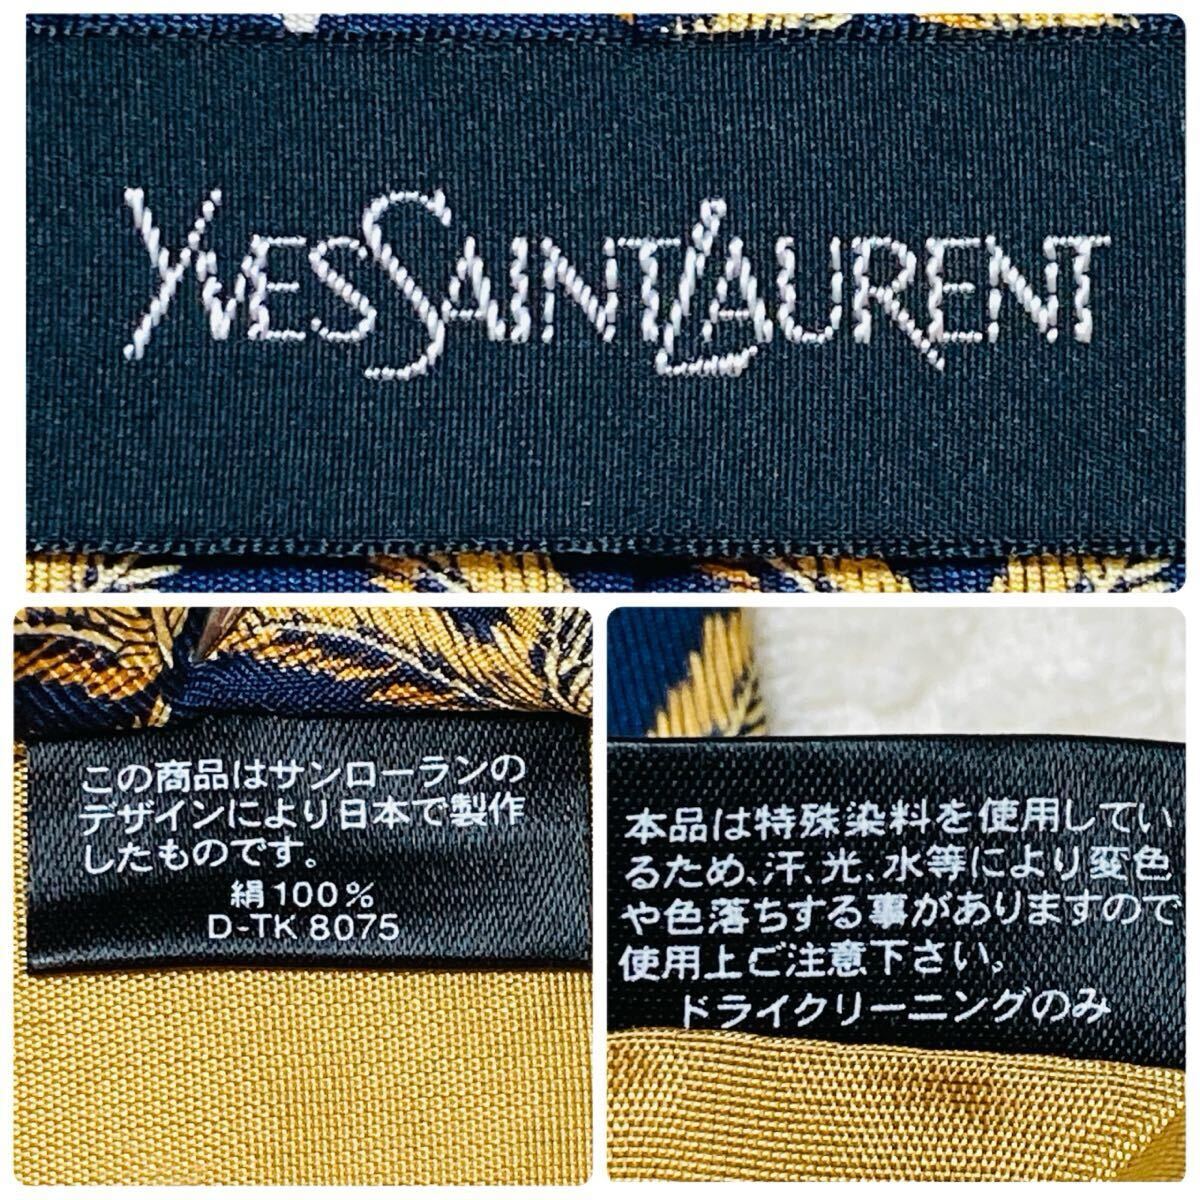 YVESSAINTLAURENT
この商品はサンローランの
デザインにより日本で製作
したものです。
絹100%
D-TK 8075
本品は特殊染料を使用してい
るため、汗、光、水等により変色
や色落ちする事がありますので
使用上ご注意下さい。
ドライクリーニングのみ